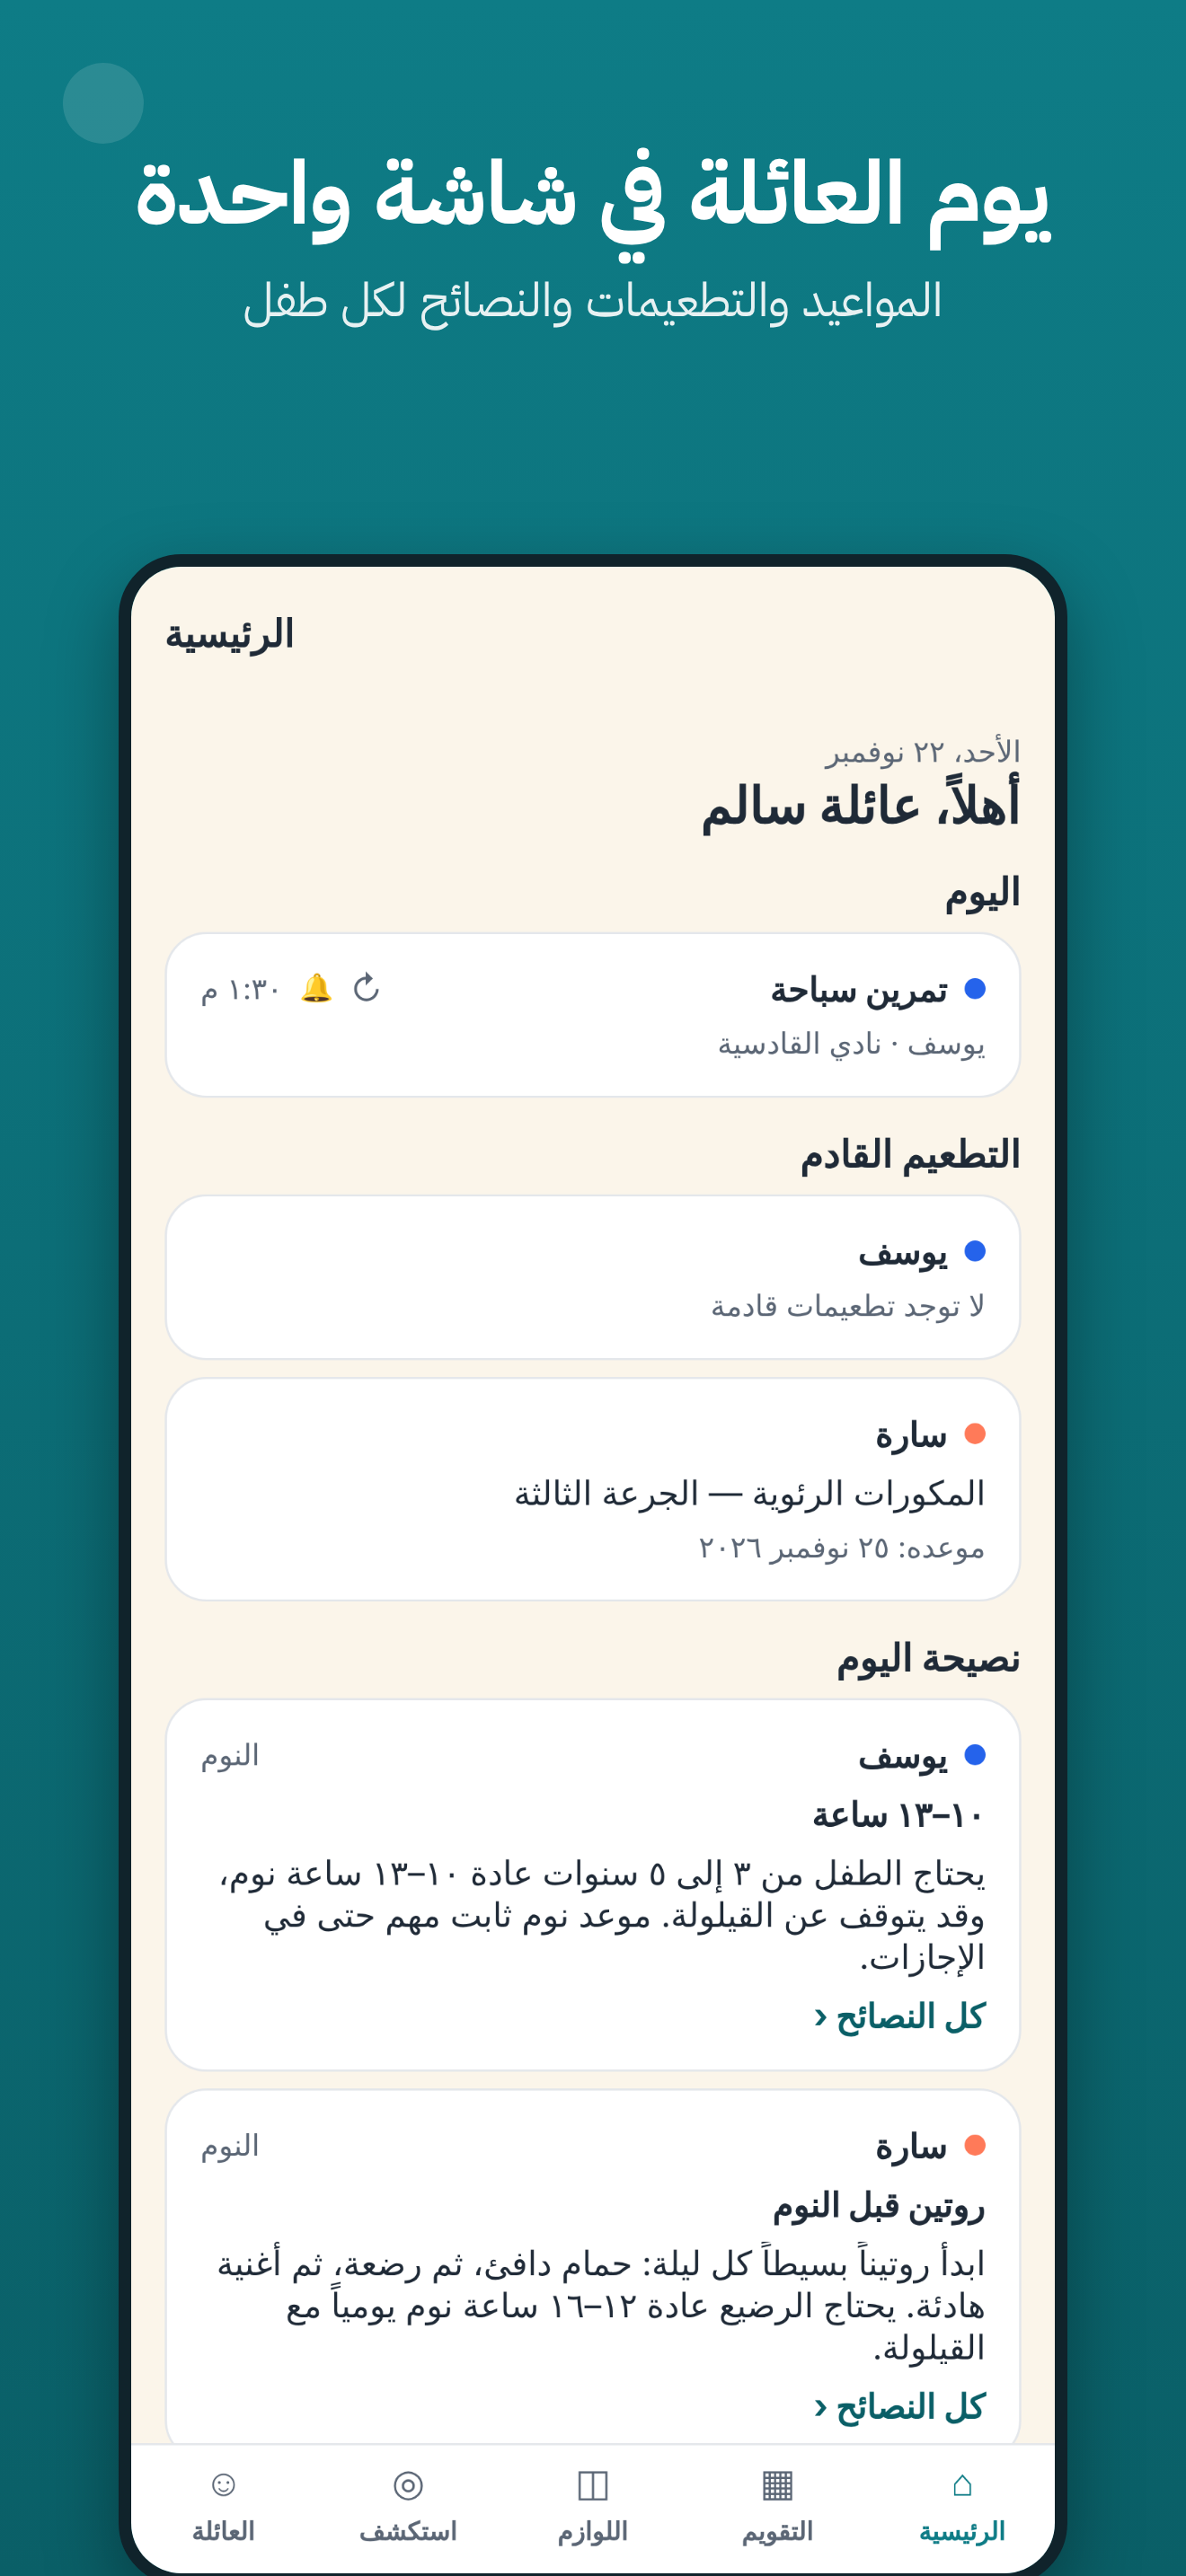 يوم العائلة في شاشة واحدة
المواعيد والتطعيمات والنصائح لكل طفل
الرئيسية
الأحد، ٢٢ نوفمبر
أهلاً، عائلة سالم
اليوم
تمرين سباحة
١:٣٠ م
يوسف · نادي القادسية
التطعيم القادم
يوسف
لا توجد تطعيمات قادمة
سارة
المكورات الرئوية — الجرعة الثالثة
موعده: ٢٥ نوفمبر ٢٠٢٦
نصيحة اليوم
يوسف
النوم
١٠–١٣ ساعة
يحتاج الطفل من ٣ إلى ٥ سنوات عادة ١٠–١٣ ساعة نوم،
وقد يتوقف عن القيلولة. موعد نوم ثابت مهم حتى في
الإجازات.
كل النصائح ‹
سارة
النوم
روتين قبل النوم
ابدأ روتيناً بسيطاً كل ليلة: حمام دافئ، ثم رضعة، ثم أغنية
هادئة. يحتاج الرضيع عادة ١٢–١٦ ساعة نوم يومياً مع
القيلولة.
كل النصائح ‹
الرئيسية
التقويم
اللوازم
استكشف
العائلة